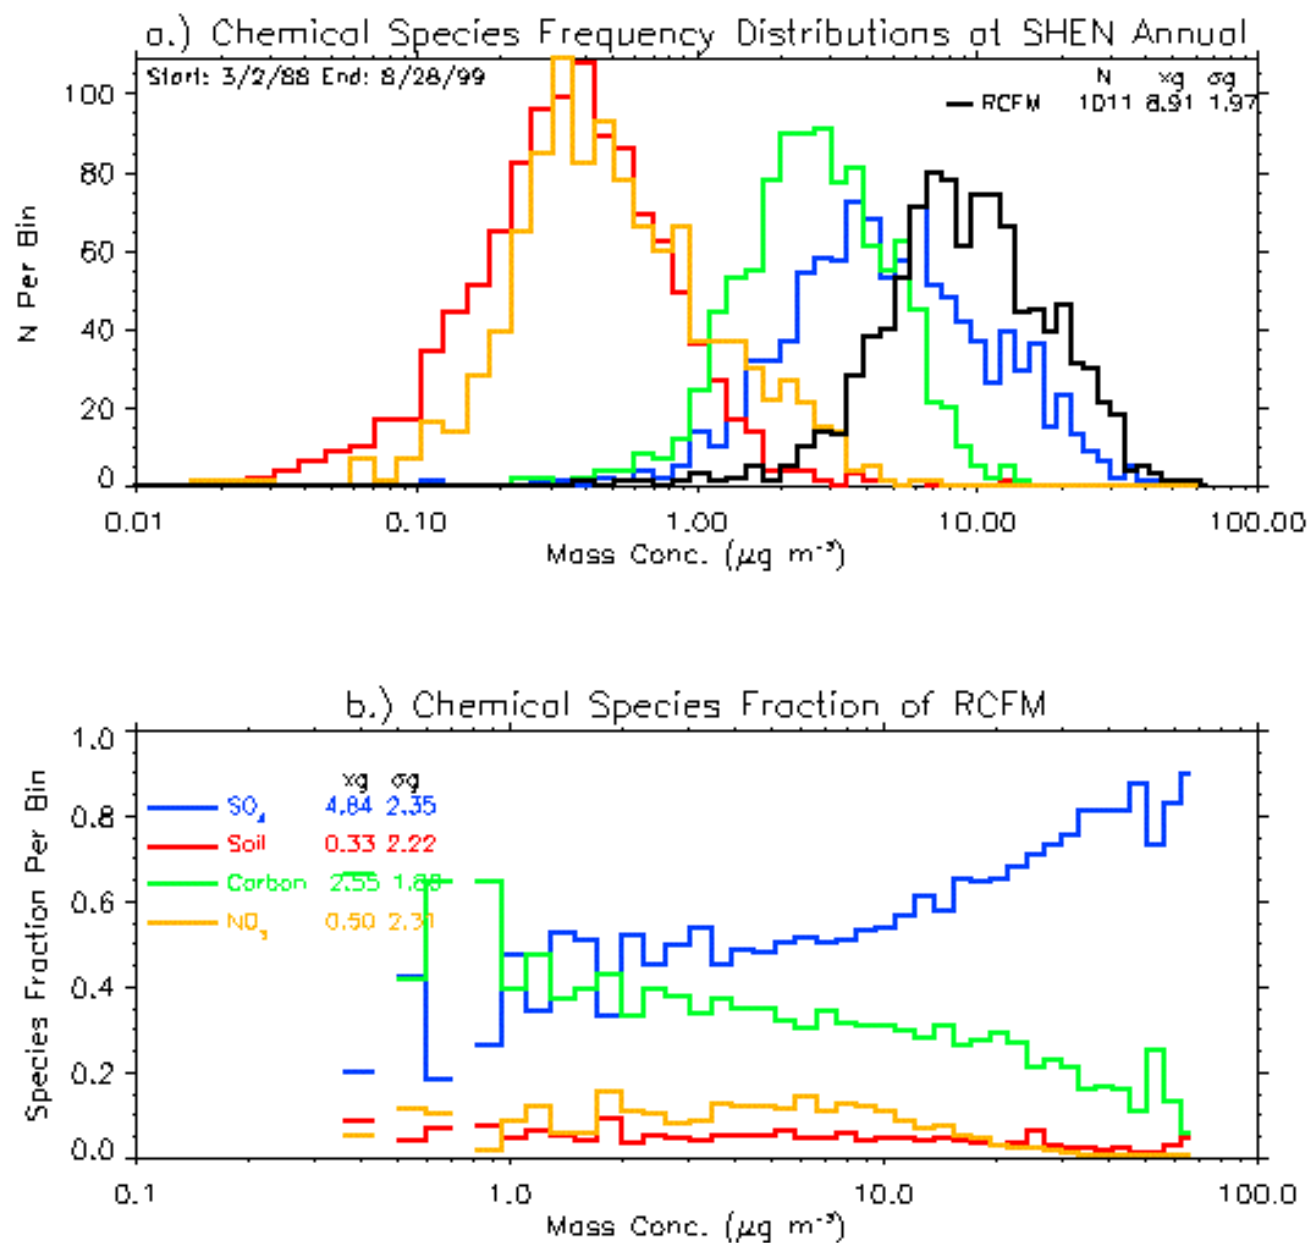 a.) Chemical Species Frequency Distributions at SHEN Annual
Start: 3/2/88 End: 8/28/99
N xg σg
RCFM 1011 8.91 1.97
100
80
60
40
20
0
N Per Bin
0.01 0.10 1.00 10.00 100.00
Mass Conc. (μg m⁻³)
b.) Chemical Species Fraction of RCFM
1.0
0.8
0.6
0.4
0.2
0.0
Species Fraction Per Bin
xg σg
SO₄ 4.84 2.35
Soil 0.33 2.22
Carbon 2.55
NO₃ 0.50 2.31
0.1 1.0 10.0 100.0
Mass Conc. (μg m⁻³)